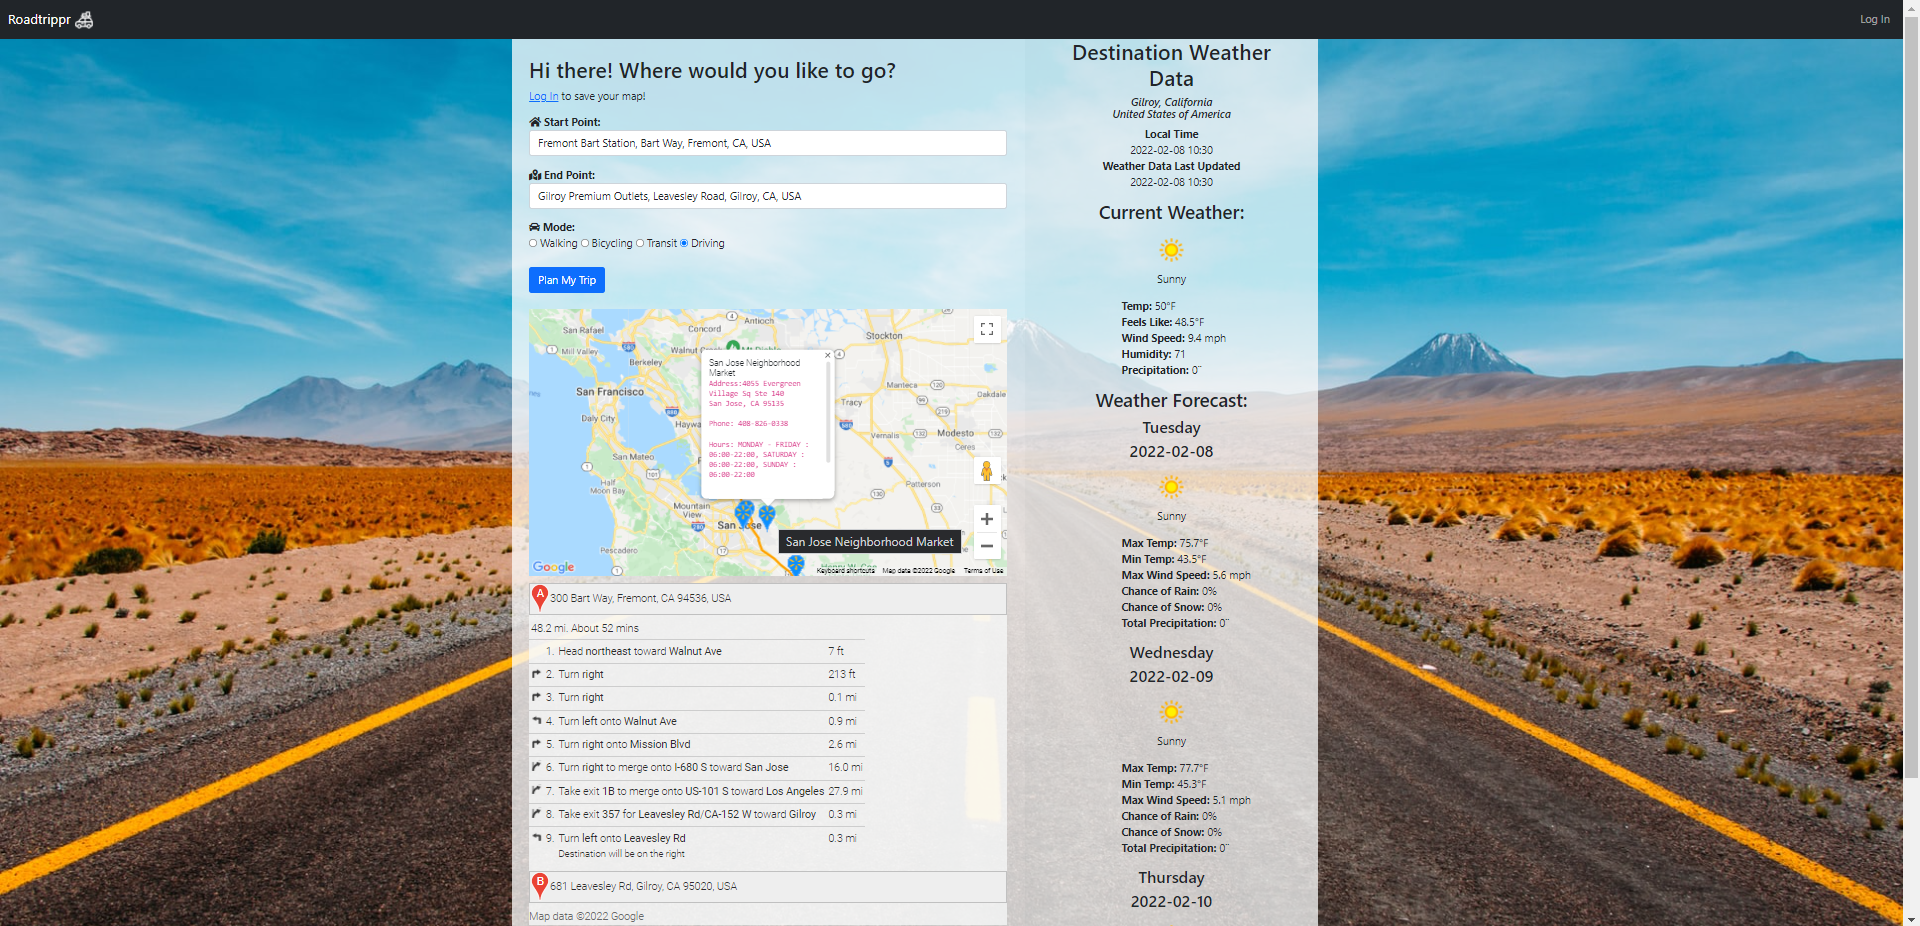 Roadtrippr
Log In
Hi there! Where would you like to go?
Log In to save your map!
Start Point:
Fremont Bart Station, Bart Way, Fremont, CA, USA
End Point:
Gilroy Premium Outlets, Leavesley Road, Gilroy, CA, USA
Mode:
Walking Bicycling Transit Driving
Plan My Trip
San Rafael
Concord
Antioch
Stockton
Mill Valley
Walnut
Berkeley
San Francisco
Daly City
Haywa
San Mateo
Half
Moon Bay
Mountain
View
San Jose
Pescadero
Manteca
Oakdale
Tracy
Vernalis
Modesto
Ceres
Patterson
San Jose Neighborhood
Market
Address:4055 Evergreen
Village Sq Ste 140
San Jose, CA 95135
Phone: 408-826-0338
Hours: MONDAY - FRIDAY :
06:00-22:00, SATURDAY :
06:00-22:00, SUNDAY :
06:00-22:00
San Jose Neighborhood Market
Google
Keyboard shortcuts Map data ©2022 Google Terms of Use
A 300 Bart Way, Fremont, CA 94536, USA
48.2 mi. About 52 mins
1. Head northeast toward Walnut Ave 7 ft
2. Turn right 213 ft
3. Turn right 0.1 mi
4. Turn left onto Walnut Ave 0.9 mi
5. Turn right onto Mission Blvd 2.6 mi
6. Turn right to merge onto I-680 S toward San Jose 16.0 mi
7. Take exit 1B to merge onto US-101 S toward Los Angeles 27.9 mi
8. Take exit 357 for Leavesley Rd/CA-152 W toward Gilroy 0.3 mi
9. Turn left onto Leavesley Rd 0.3 mi
Destination will be on the right
B 681 Leavesley Rd, Gilroy, CA 95020, USA
Map data ©2022 Google
Destination Weather
Data
Gilroy, California
United States of America
Local Time
2022-02-08 10:30
Weather Data Last Updated
2022-02-08 10:30
Current Weather:
Sunny
Temp: 50°F
Feels Like: 48.5°F
Wind Speed: 9.4 mph
Humidity: 71
Precipitation: 0"
Weather Forecast:
Tuesday
2022-02-08
Sunny
Max Temp: 75.7°F
Min Temp: 43.5°F
Max Wind Speed: 5.6 mph
Chance of Rain: 0%
Chance of Snow: 0%
Total Precipitation: 0"
Wednesday
2022-02-09
Sunny
Max Temp: 77.7°F
Min Temp: 45.3°F
Max Wind Speed: 5.1 mph
Chance of Rain: 0%
Chance of Snow: 0%
Total Precipitation: 0"
Thursday
2022-02-10